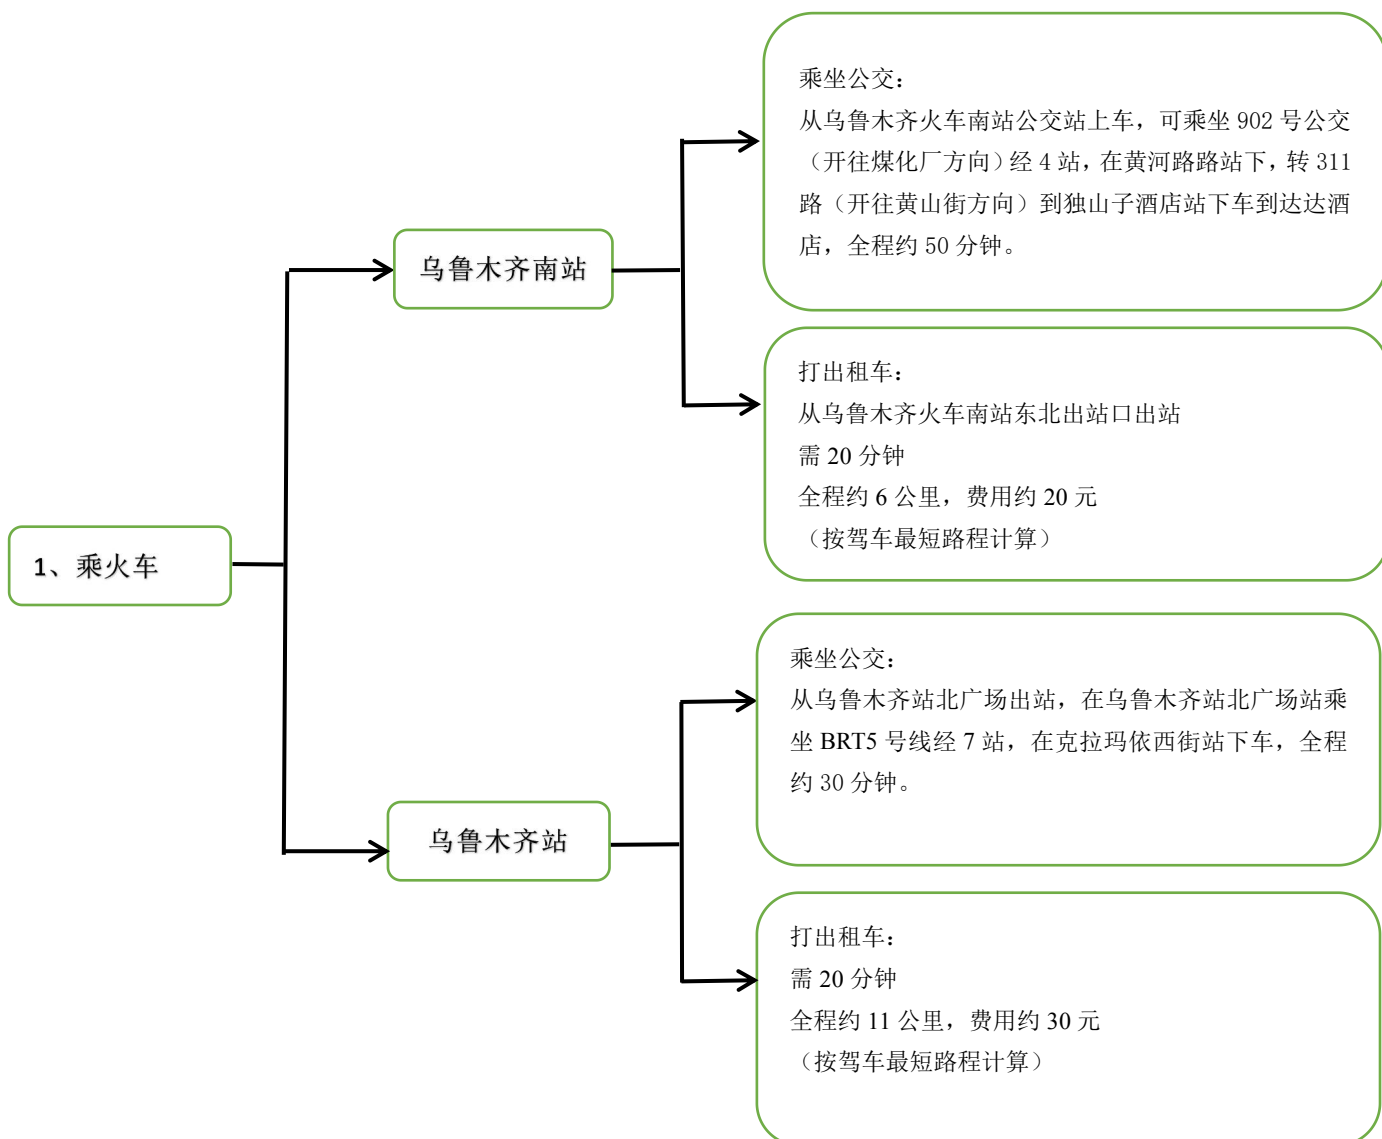 1、乘火车
乌鲁木齐南站
乘坐公交：
从乌鲁木齐火车南站公交站上车，可乘坐 902 号公交
（开往煤化厂方向）经 4 站，在黄河路路站下，转 311
路（开往黄山街方向）到独山子酒店站下车到达达酒
店，全程约 50 分钟。
打出租车：
从乌鲁木齐火车南站东北出站口出站
需 20 分钟
全程约 6 公里，费用约 20 元
（按驾车最短路程计算）
乌鲁木齐站
乘坐公交：
从乌鲁木齐站北广场出站，在乌鲁木齐站北广场站乘
坐 BRT5 号线经 7 站，在克拉玛依西街站下车，全程
约 30 分钟。
打出租车：
需 20 分钟
全程约 11 公里，费用约 30 元
（按驾车最短路程计算）